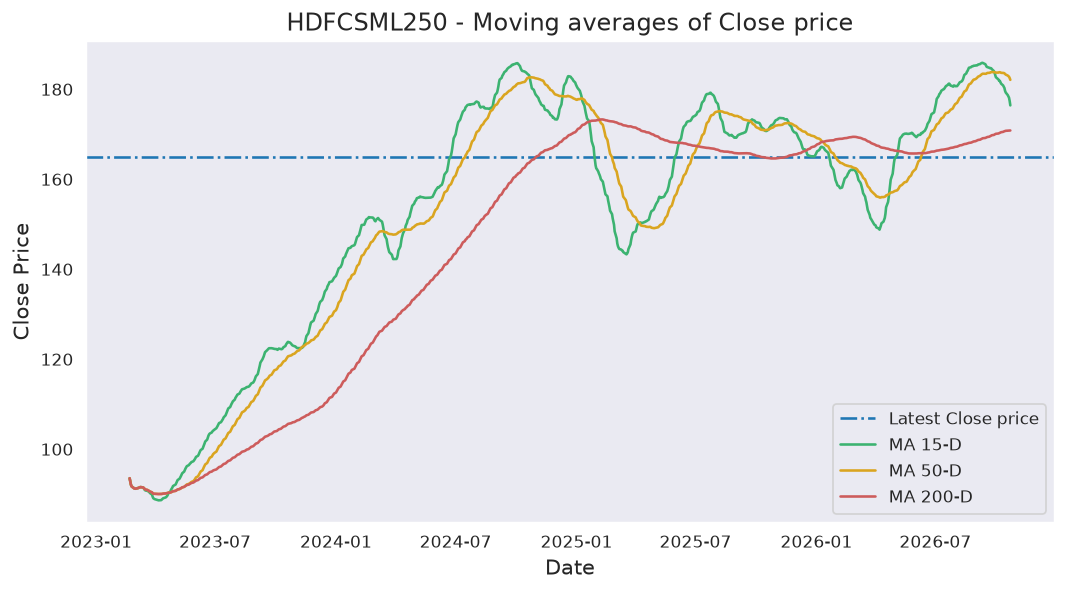 HDFCSML250 - Moving averages of Close price
180
160
140
120
100
Close Price
2023-01 2023-07 2024-01 2024-07 2025-01 2025-07 2026-01 2026-07
Date
Latest Close price
MA 15-D
MA 50-D
MA 200-D